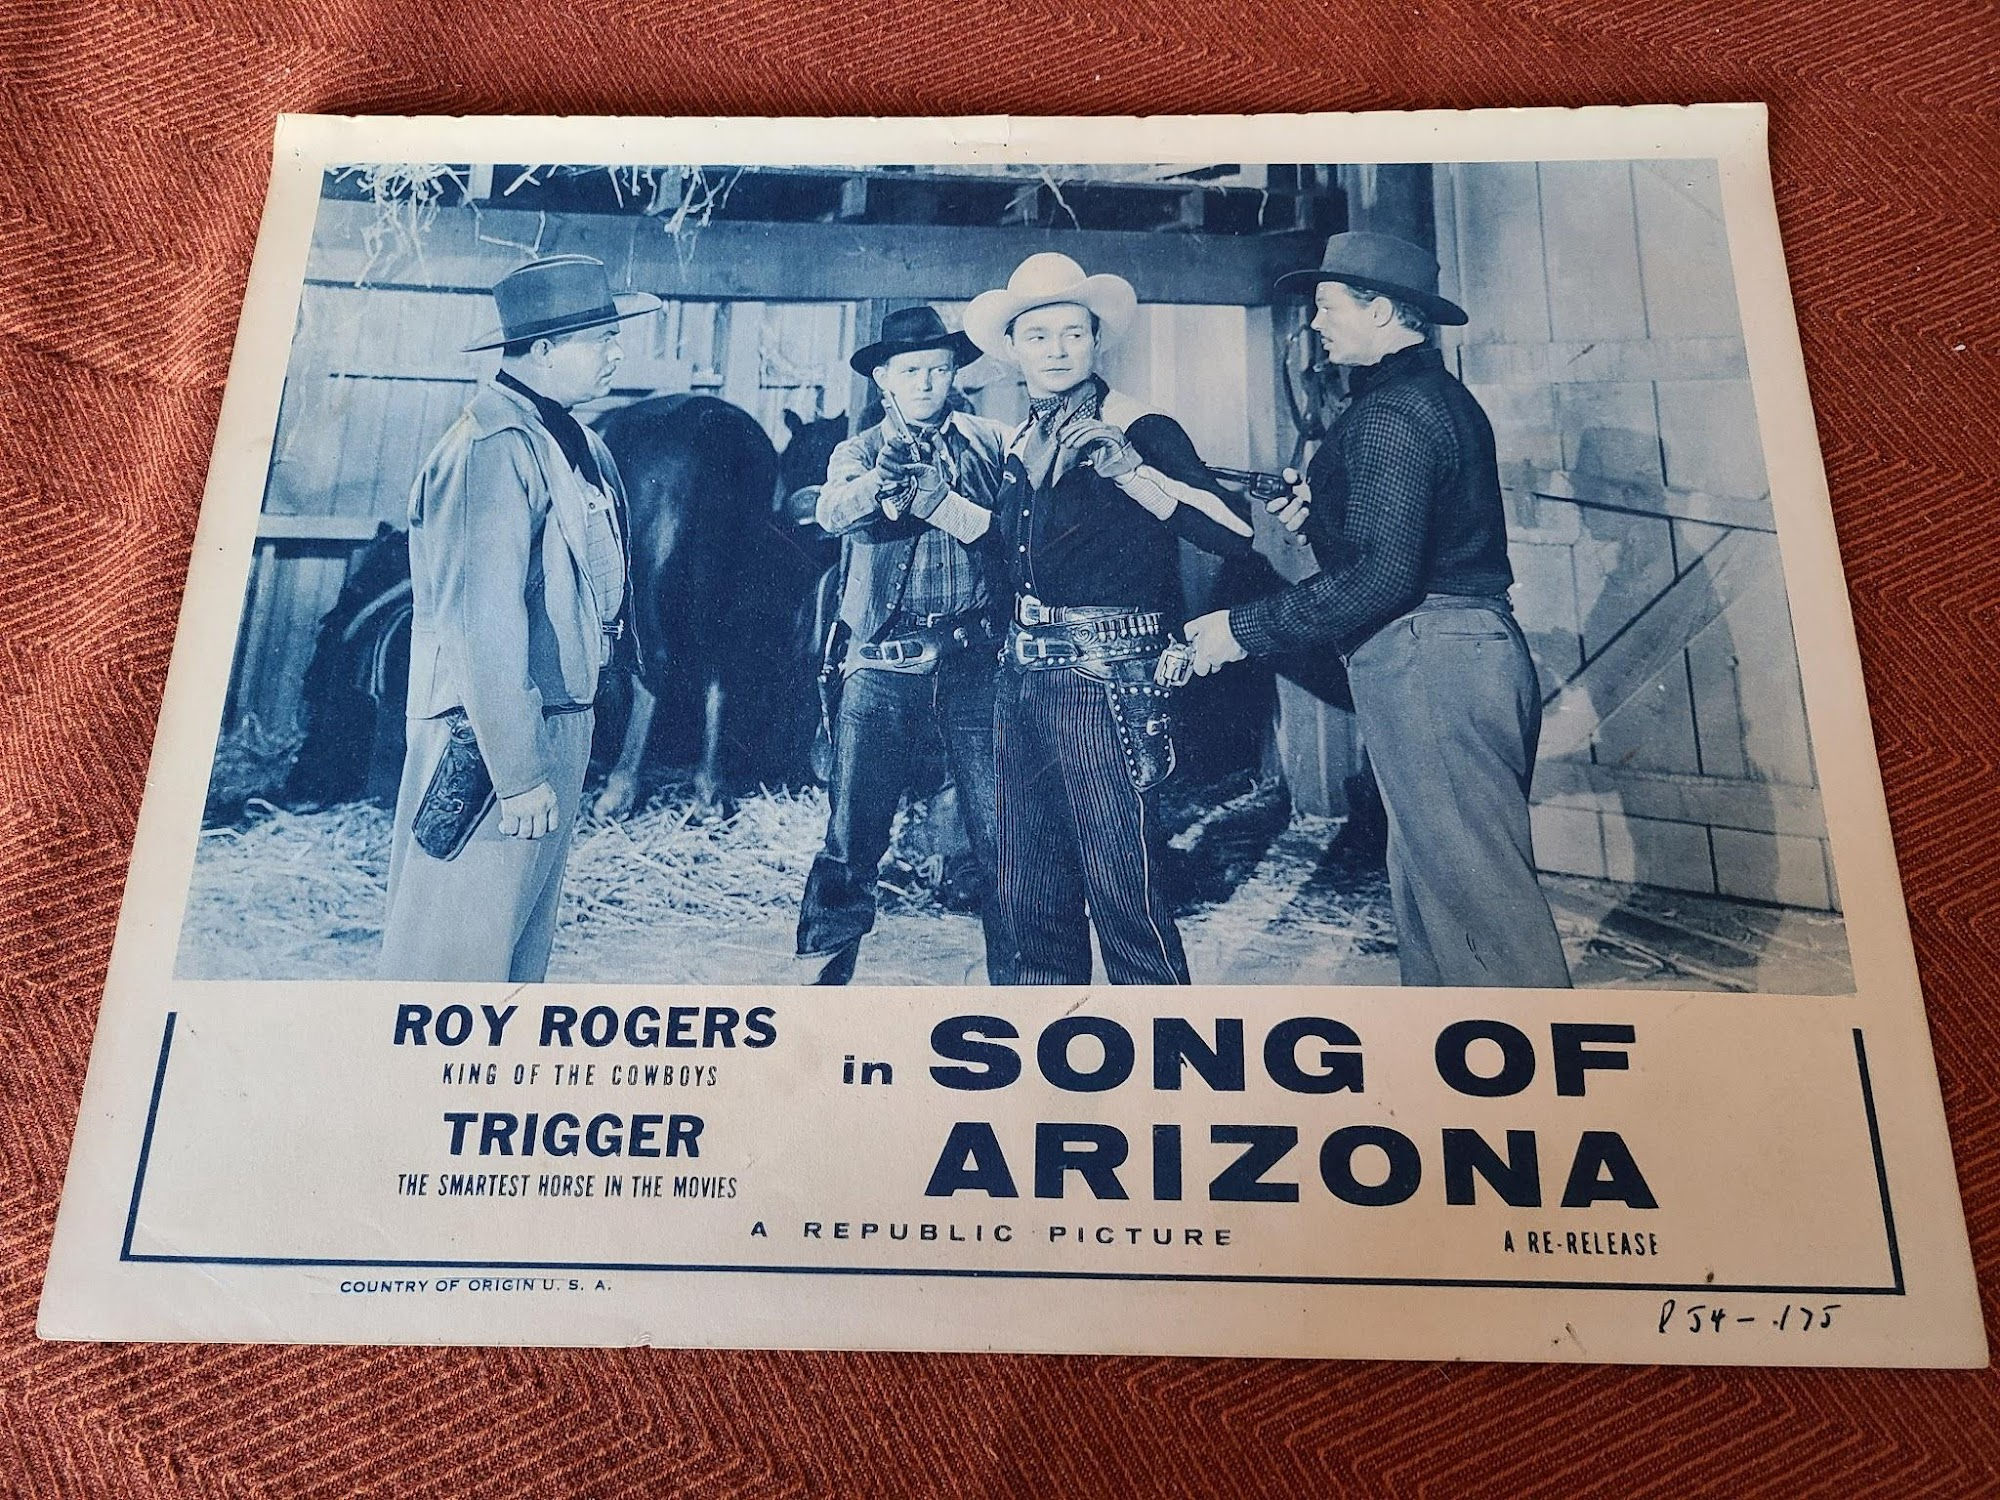 ROY ROGERS
KING OF THE COWBOYS
TRIGGER
THE SMARTEST HORSE IN THE MOVIES
in SONG OF
ARIZONA
A REPUBLIC PICTURE
A RE-RELEASE
COUNTRY OF ORIGIN U. S. A.
54-.175